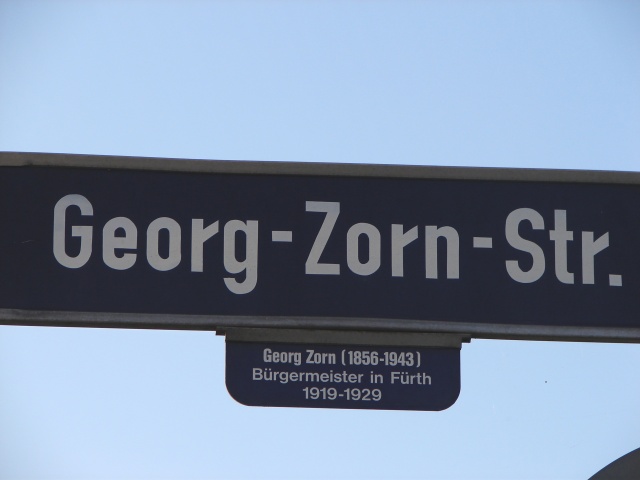 Georg-Zorn-Str.
Georg Zorn (1856-1943)
Bürgermeister in Fürth
1919-1929